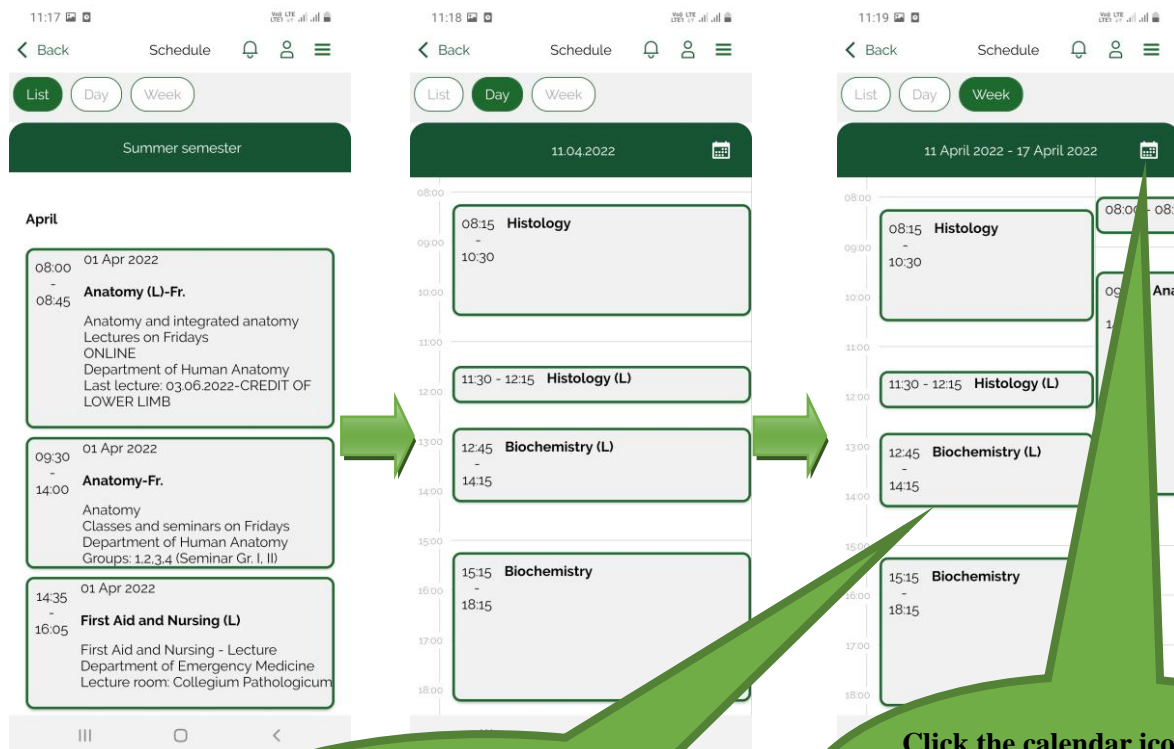 11:17
VoI) LTE
LTE1
Back
Schedule
List
Day
Week
Summer semester
April
08:00
-
08:45
01 Apr 2022
Anatomy (L)-Fr.
Anatomy and integrated anatomy
Lectures on Fridays
ONLINE
Department of Human Anatomy
Last lecture: 03.06.2022-CREDIT OF
LOWER LIMB
09:30
-
14:00
01 Apr 2022
Anatomy-Fr.
Anatomy
Classes and seminars on Fridays
Department of Human Anatomy
Groups: 1,2,3,4 (Seminar Gr. I, II)
14:35
-
16:05
01 Apr 2022
First Aid and Nursing (L)
First Aid and Nursing - Lecture
Department of Emergency Medicine
Lecture room: Collegium Pathologicum
11:18
VoI) LTE
LTE1
Back
Schedule
List
Day
Week
11.04.2022
08:00
08:15 Histology
-
10:30
09:00
10:00
11:00
11:30 - 12:15 Histology (L)
12:00
13:00
12:45 Biochemistry (L)
-
14:15
14:00
15:00
15:15 Biochemistry
-
18:15
16:00
17:00
18:00
11:19
VoI) LTE
LTE1
Back
Schedule
List
Day
Week
11 April 2022 - 17 April 2022
08:00
08:15 Histology
-
10:30
09:00
10:00
11:00
11:30 - 12:15 Histology (L)
12:00
13:00
12:45 Biochemistry (L)
-
14:15
14:00
15:00
15:15 Biochemistry
-
18:15
16:00
17:00
18:00
Click the calendar